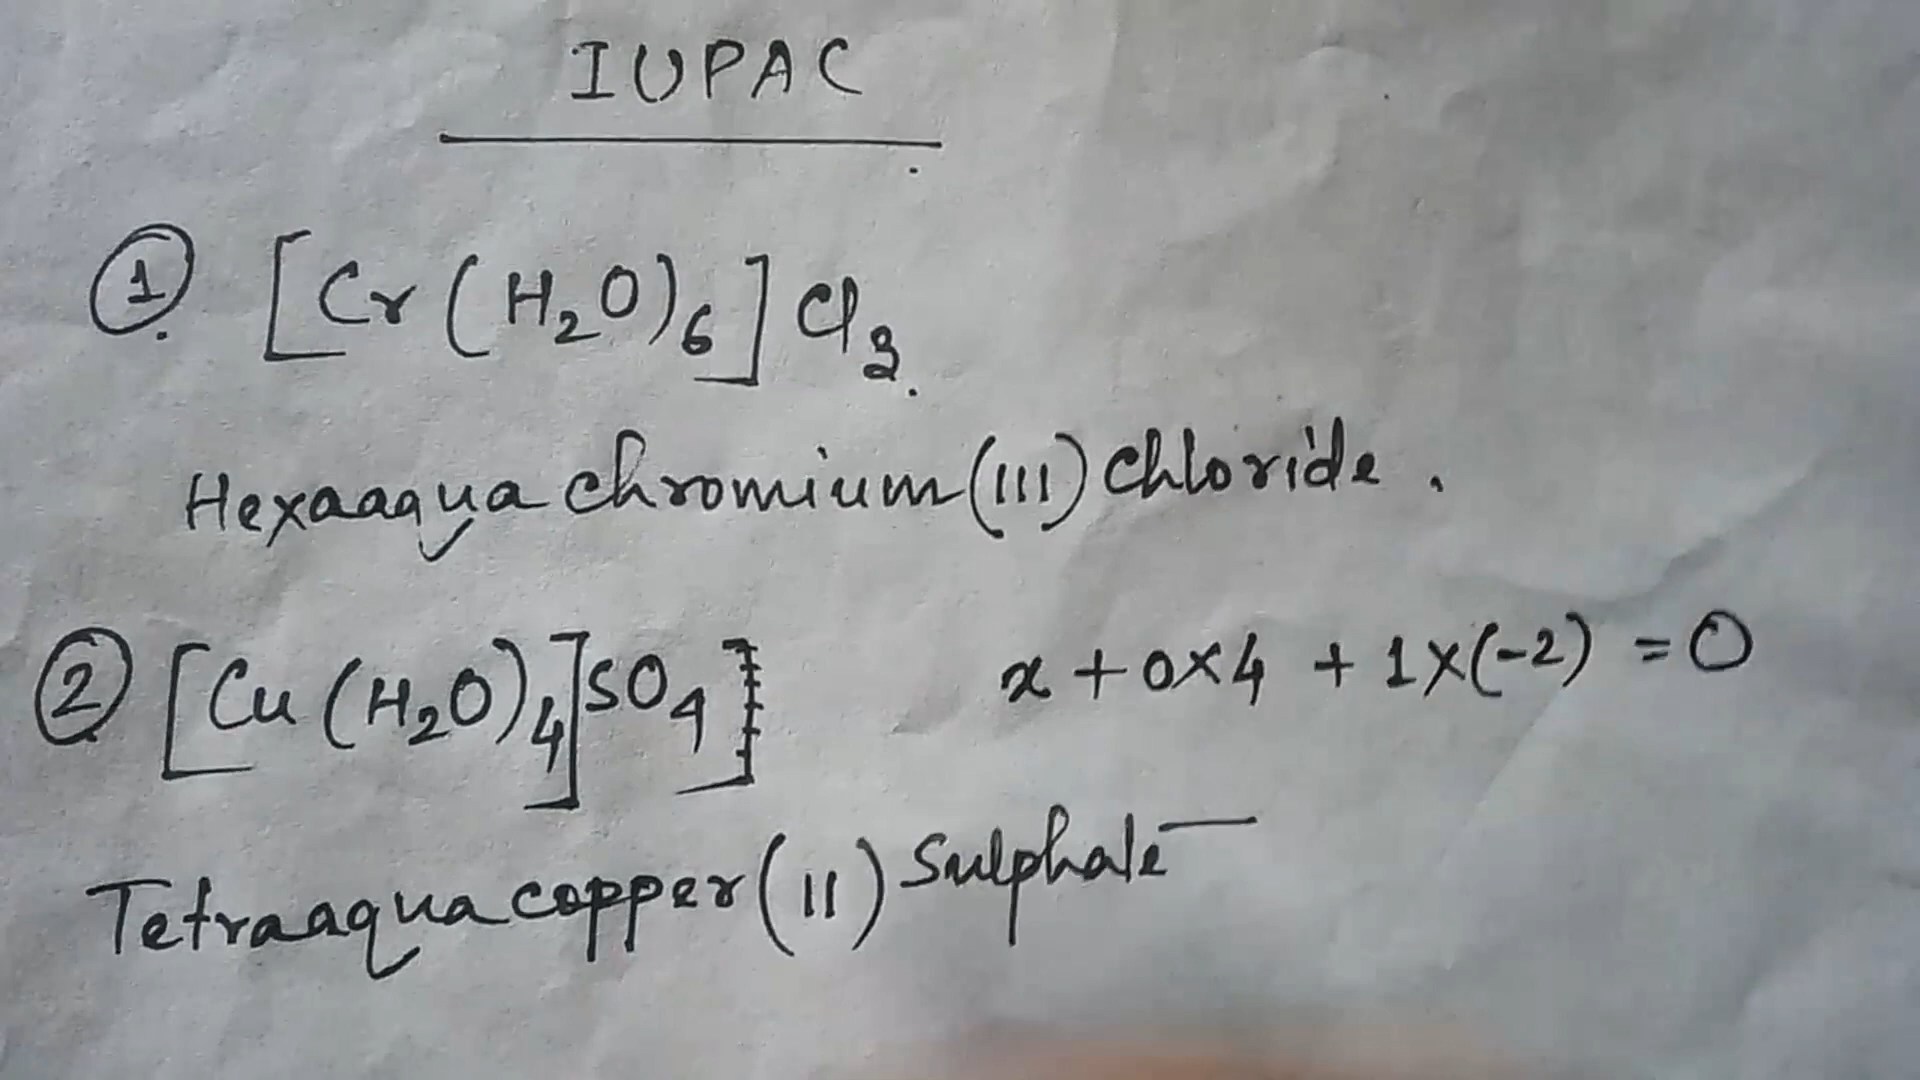 IUPAC
① [Cr(H₂O)₆]Cl₃.
Hexaaqua chromium(III) chloride.
② [Cu(H₂O)₄]SO₄] x + 0×4 + 1×(-2) = 0
Tetraaqua copper(II) Sulphate